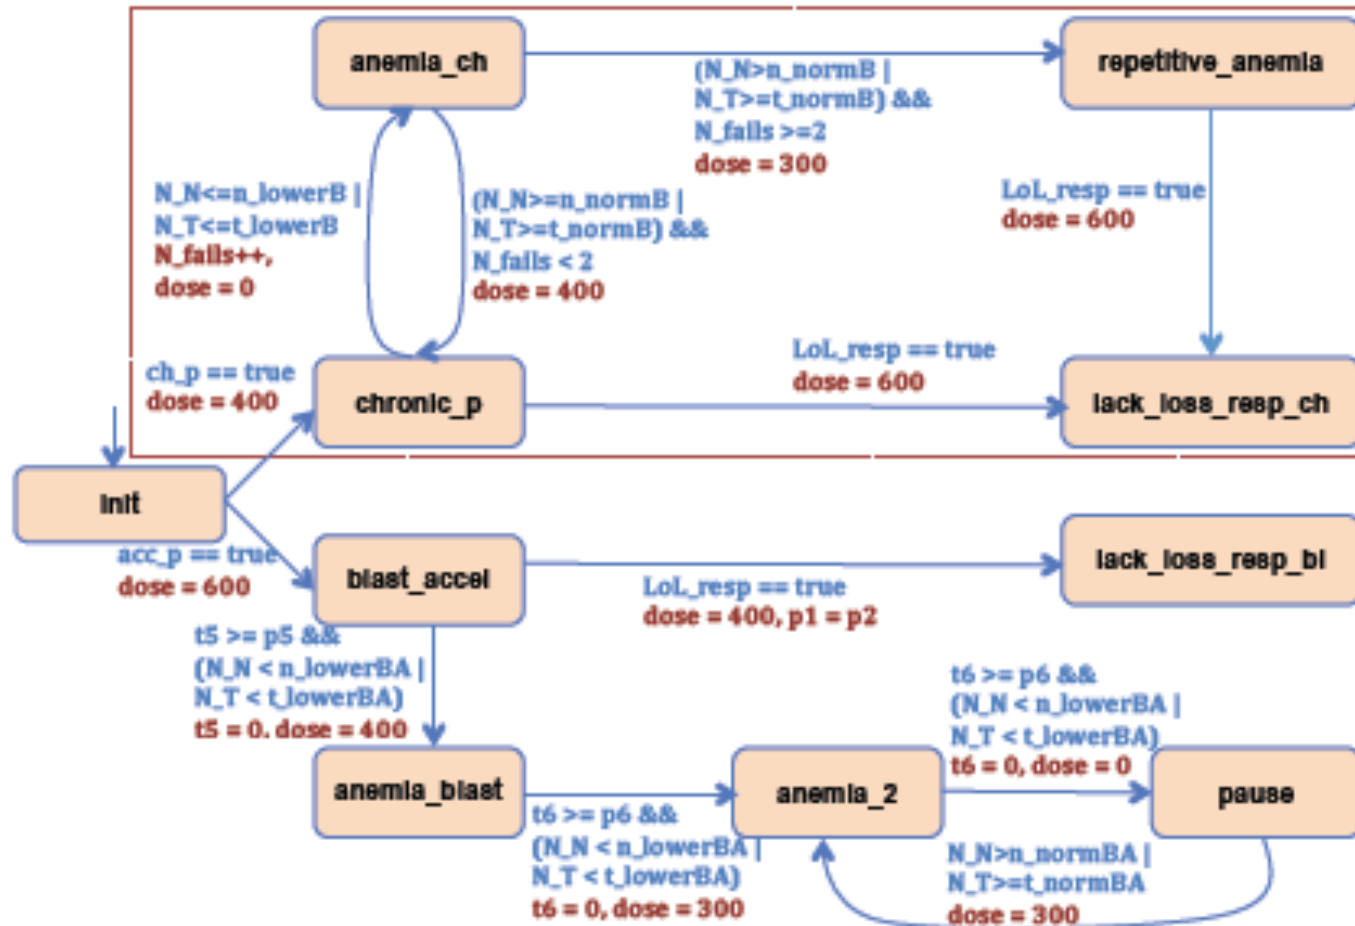 anemia_ch
repetitive_anemia
(N_N>n_normB |
N_T>=t_normB) &&
N_fails >=2
dose = 300
N_N<=n_lowerB |
N_T<=t_lowerB
N_fails++,
dose = 0
(N_N>=n_normB |
N_T>=t_normB) &&
N_fails < 2
dose = 400
LoL_resp == true
dose = 600
ch_p == true
dose = 400
chronic_p
LoL_resp == true
dose = 600
lack_loss_resp_ch
init
acc_p == true
dose = 600
blast_accel
LoL_resp == true
dose = 400, p1 = p2
lack_loss_resp_bl
t5 >= p5 &&
(N_N < n_lowerBA |
N_T < t_lowerBA)
t5 = 0. dose = 400
t6 >= p6 &&
(N_N < n_lowerBA |
N_T < t_lowerBA)
t6 = 0, dose = 0
anemia_blast
anemia_2
pause
t6 >= p6 &&
(N_N < n_lowerBA |
N_T < t_lowerBA)
t6 = 0, dose = 300
N_N>n_normBA |
N_T>=t_normBA
dose = 300